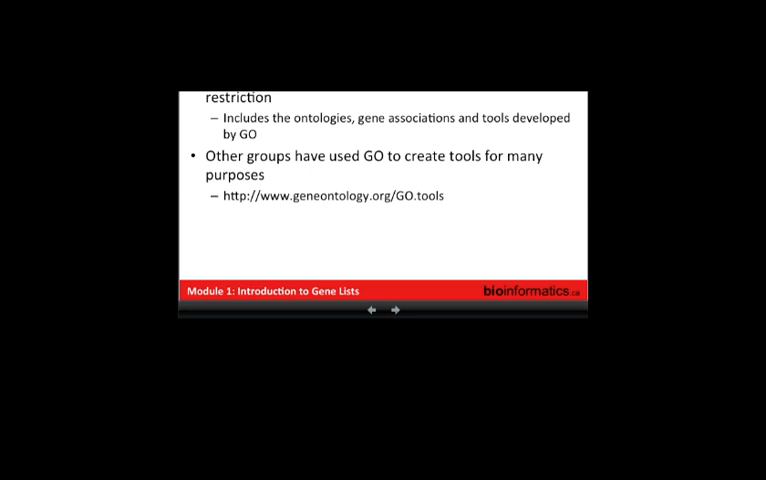 restriction
– Includes the ontologies, gene associations and tools developed
by GO
• Other groups have used GO to create tools for many
purposes
– http://www.geneontology.org/GO.tools
Module 1: Introduction to Gene Lists
bioinformatics.ca